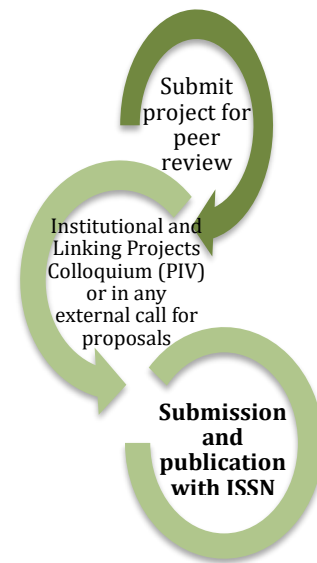 Submit
project for
peer
review
Institutional and
Linking Projects
Colloquium (PIV)
or in any
external call for
proposals
Submission
and
publication
with ISSN